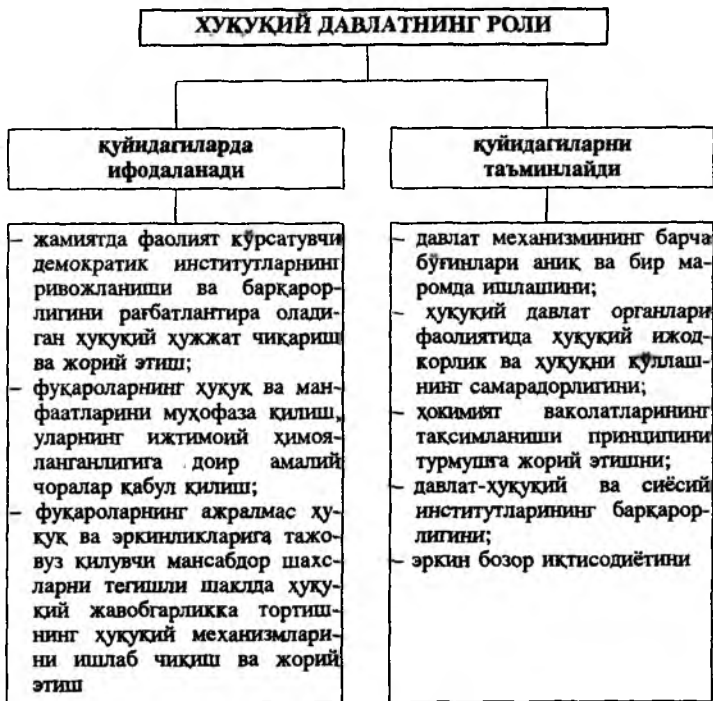 ХУҚУҚИЙ ДАВЛАТНИНГ РОЛИ
қуйидагиларда
ифодаланади
– жамиятда фаолият кўрсатувчи
демократик институтларнинг
ривожланиши ва барқарор-
лигини рағбатлантира олади-
ган ҳуқуқий ҳужжат чиқариш
ва жорий этиш;
– фуқароларнинг ҳуқуқ ва ман-
фаатларини муҳофаза қилиш,
уларнинг ижтимоий ҳимоя-
ланганлигига доир амалий
чоралар қабул қилиш;
– фуқароларнинг ажралмас ҳу-
қуқ ва эркинликларига тажо-
вуз қилувчи мансабдор шахс-
ларни тегишли шаклда ҳуқу-
қий жавобгарликка тортиш-
нинг ҳуқуқий механизмлари-
ни ишлаб чиқиш ва жорий
этиш
қуйидагиларни
таъминлайди
– давлат механизмининг барча
бўғинлари аниқ ва бир ма-
ромда ишлашини;
– ҳуқуқий давлат органлари
фаолиятида ҳуқуқий ижод-
корлик ва ҳуқуқни қўллаш-
нинг самарадорлигини;
– ҳокимият ваколатларининг
тақсимланиши принципини
турмушга жорий этишни;
– давлат-ҳуқуқий ва сиёсий
институтларининг барқарор-
лигини;
– эркин бозор иқтисодиётини